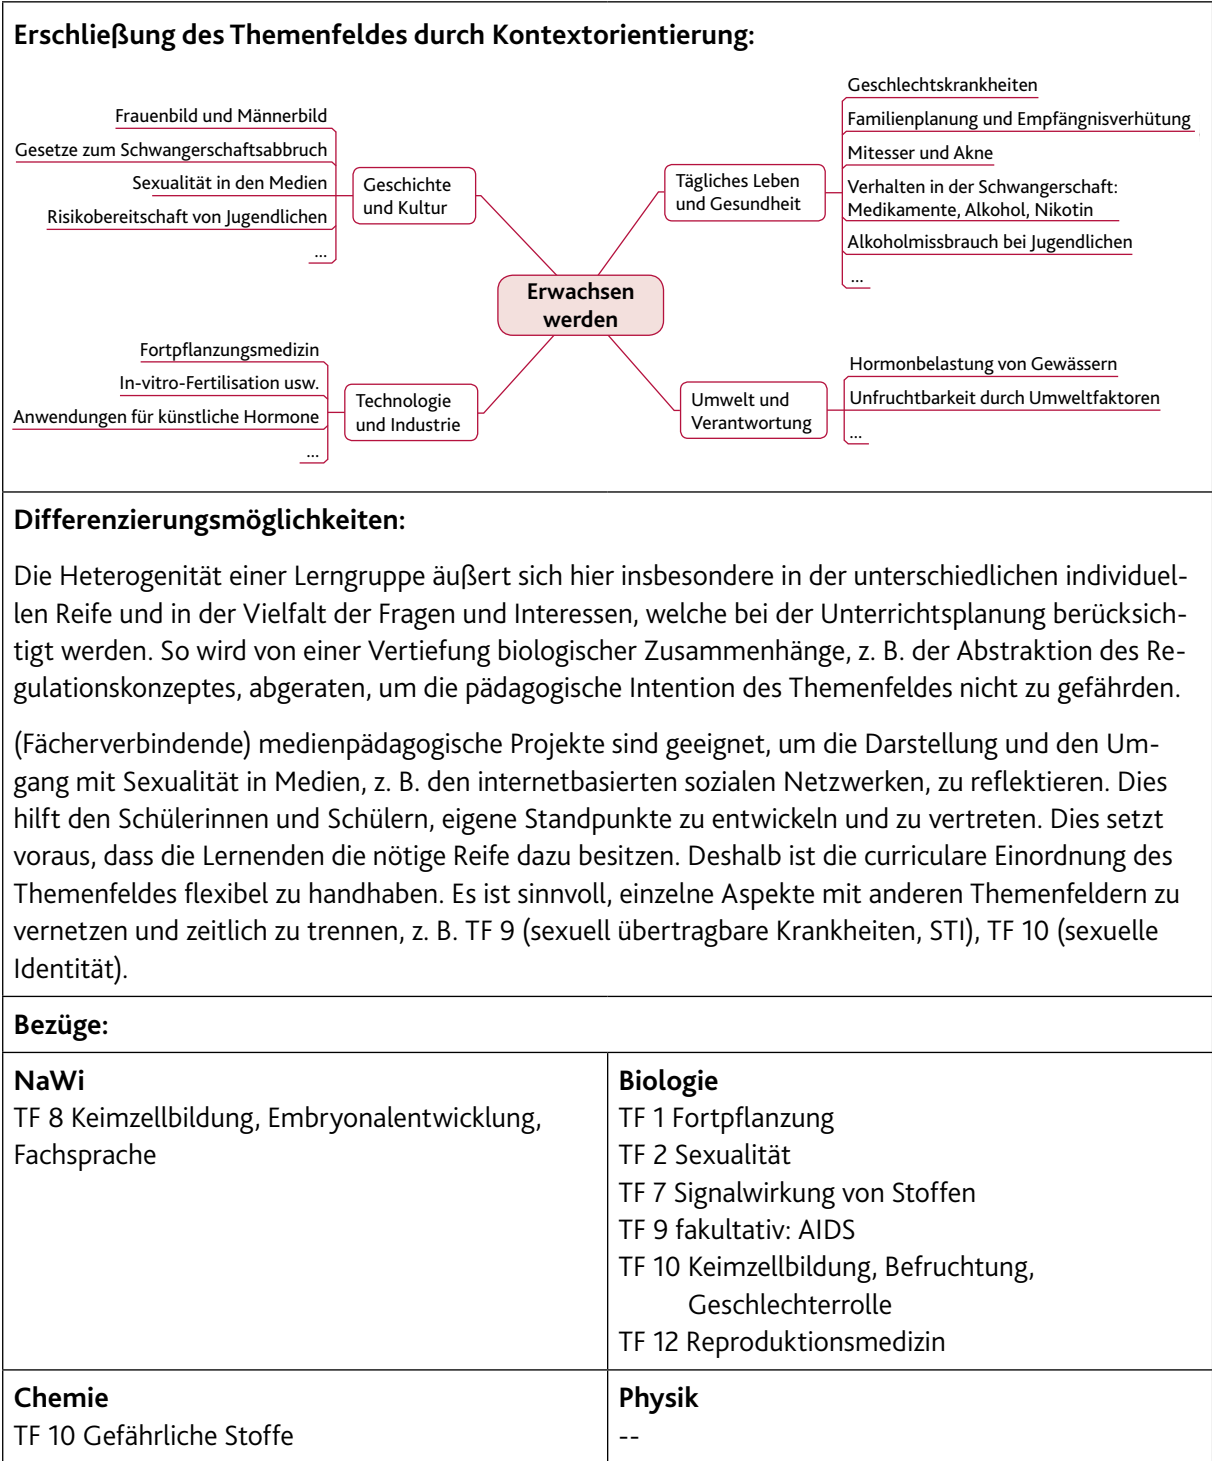 Erschließung des Themenfeldes durch Kontextorientierung:
Frauenbild und Männerbild
Gesetze zum Schwangerschaftsabbruch
Sexualität in den Medien
Risikobereitschaft von Jugendlichen
...
Geschichte
und Kultur
Geschlechtskrankheiten
Familienplanung und Empfängnisverhütung
Mitesser und Akne
Verhalten in der Schwangerschaft:
Medikamente, Alkohol, Nikotin
Alkoholmissbrauch bei Jugendlichen
...
Tägliches Leben
und Gesundheit
Erwachsen
werden
Fortpflanzungsmedizin
In-vitro-Fertilisation usw.
Anwendungen für künstliche Hormone
...
Technologie
und Industrie
Umwelt und
Verantwortung
Hormonbelastung von Gewässern
Unfruchtbarkeit durch Umweltfaktoren
...
Differenzierungsmöglichkeiten:
Die Heterogenität einer Lerngruppe äußert sich hier insbesondere in der unterschiedlichen individuel-
len Reife und in der Vielfalt der Fragen und Interessen, welche bei der Unterrichtsplanung berücksich-
tigt werden. So wird von einer Vertiefung biologischer Zusammenhänge, z. B. der Abstraktion des Re-
gulationskonzeptes, abgeraten, um die pädagogische Intention des Themenfeldes nicht zu gefährden.
(Fächerverbindende) medienpädagogische Projekte sind geeignet, um die Darstellung und den Um-
gang mit Sexualität in Medien, z. B. den internetbasierten sozialen Netzwerken, zu reflektieren. Dies
hilft den Schülerinnen und Schülern, eigene Standpunkte zu entwickeln und zu vertreten. Dies setzt
voraus, dass die Lernenden die nötige Reife dazu besitzen. Deshalb ist die curriculare Einordnung des
Themenfeldes flexibel zu handhaben. Es ist sinnvoll, einzelne Aspekte mit anderen Themenfeldern zu
vernetzen und zeitlich zu trennen, z. B. TF 9 (sexuell übertragbare Krankheiten, STI), TF 10 (sexuelle
Identität).
Bezüge:
NaWi
TF 8 Keimzellbildung, Embryonalentwicklung,
Fachsprache
Biologie
TF 1 Fortpflanzung
TF 2 Sexualität
TF 7 Signalwirkung von Stoffen
TF 9 fakultativ: AIDS
TF 10 Keimzellbildung, Befruchtung,
Geschlechterrolle
TF 12 Reproduktionsmedizin
Chemie
TF 10 Gefährliche Stoffe
Physik
--